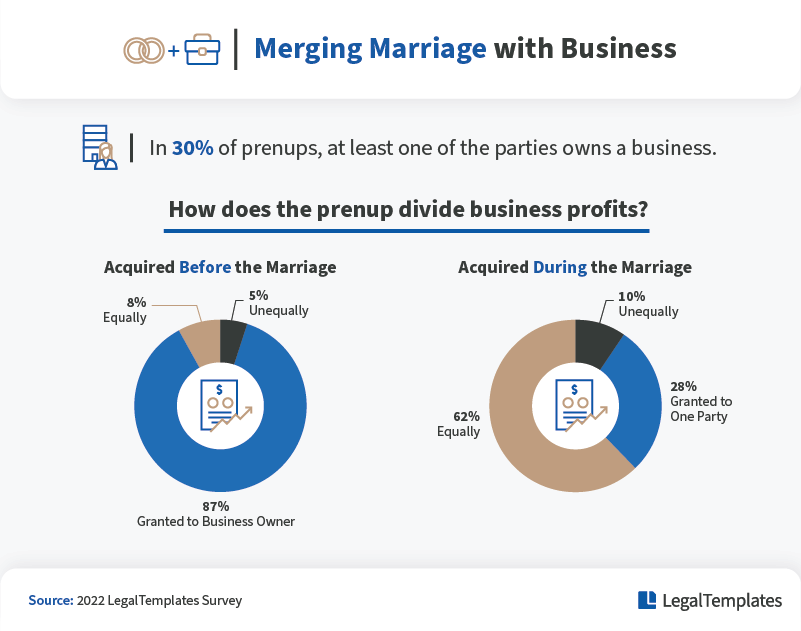 Merging Marriage with Business
In 30% of prenups, at least one of the parties owns a business.
How does the prenup divide business profits?
Acquired Before the Marriage
8%
Equally
5%
Unequally
$
87%
Granted to Business Owner
Acquired During the Marriage
10%
Unequally
28%
Granted to
One Party
62%
Equally
$
Source: 2022 LegalTemplates Survey
LegalTemplates